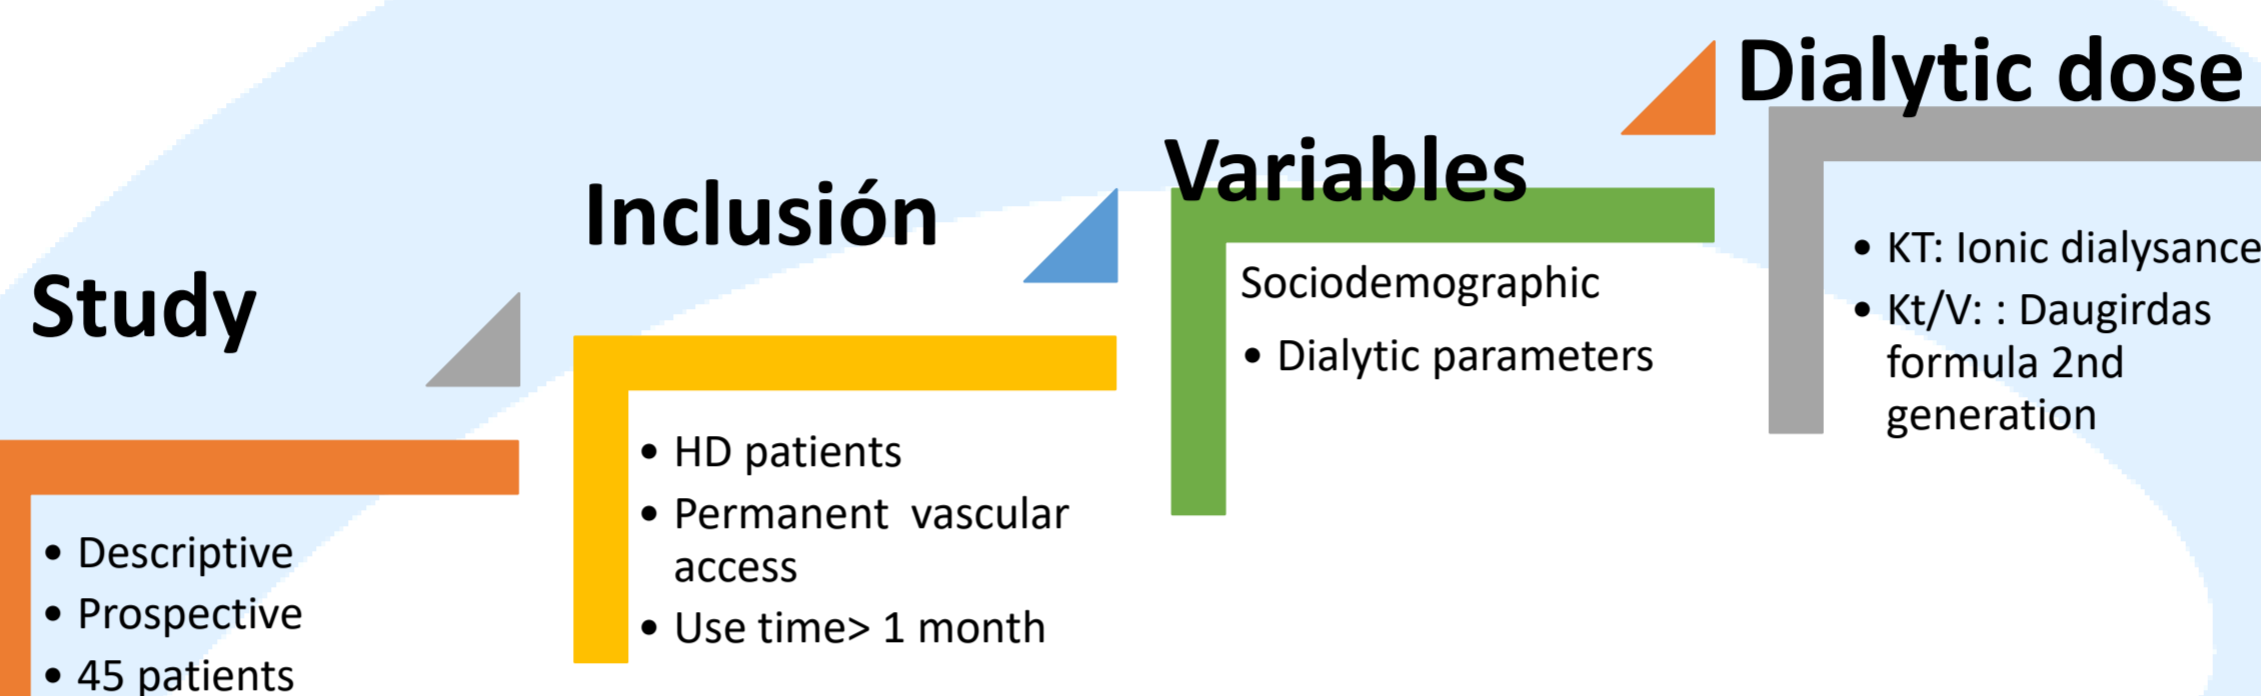 Study
• Descriptive
• Prospective
• 45 patients
Inclusión
• HD patients
• Permanent  vascular
access
• Use time> 1 month
Variables
Sociodemographic
• Dialytic parameters
Dialytic dose
• KT: Ionic dialysance
• Kt/V: : Daugirdas
formula 2nd
generation